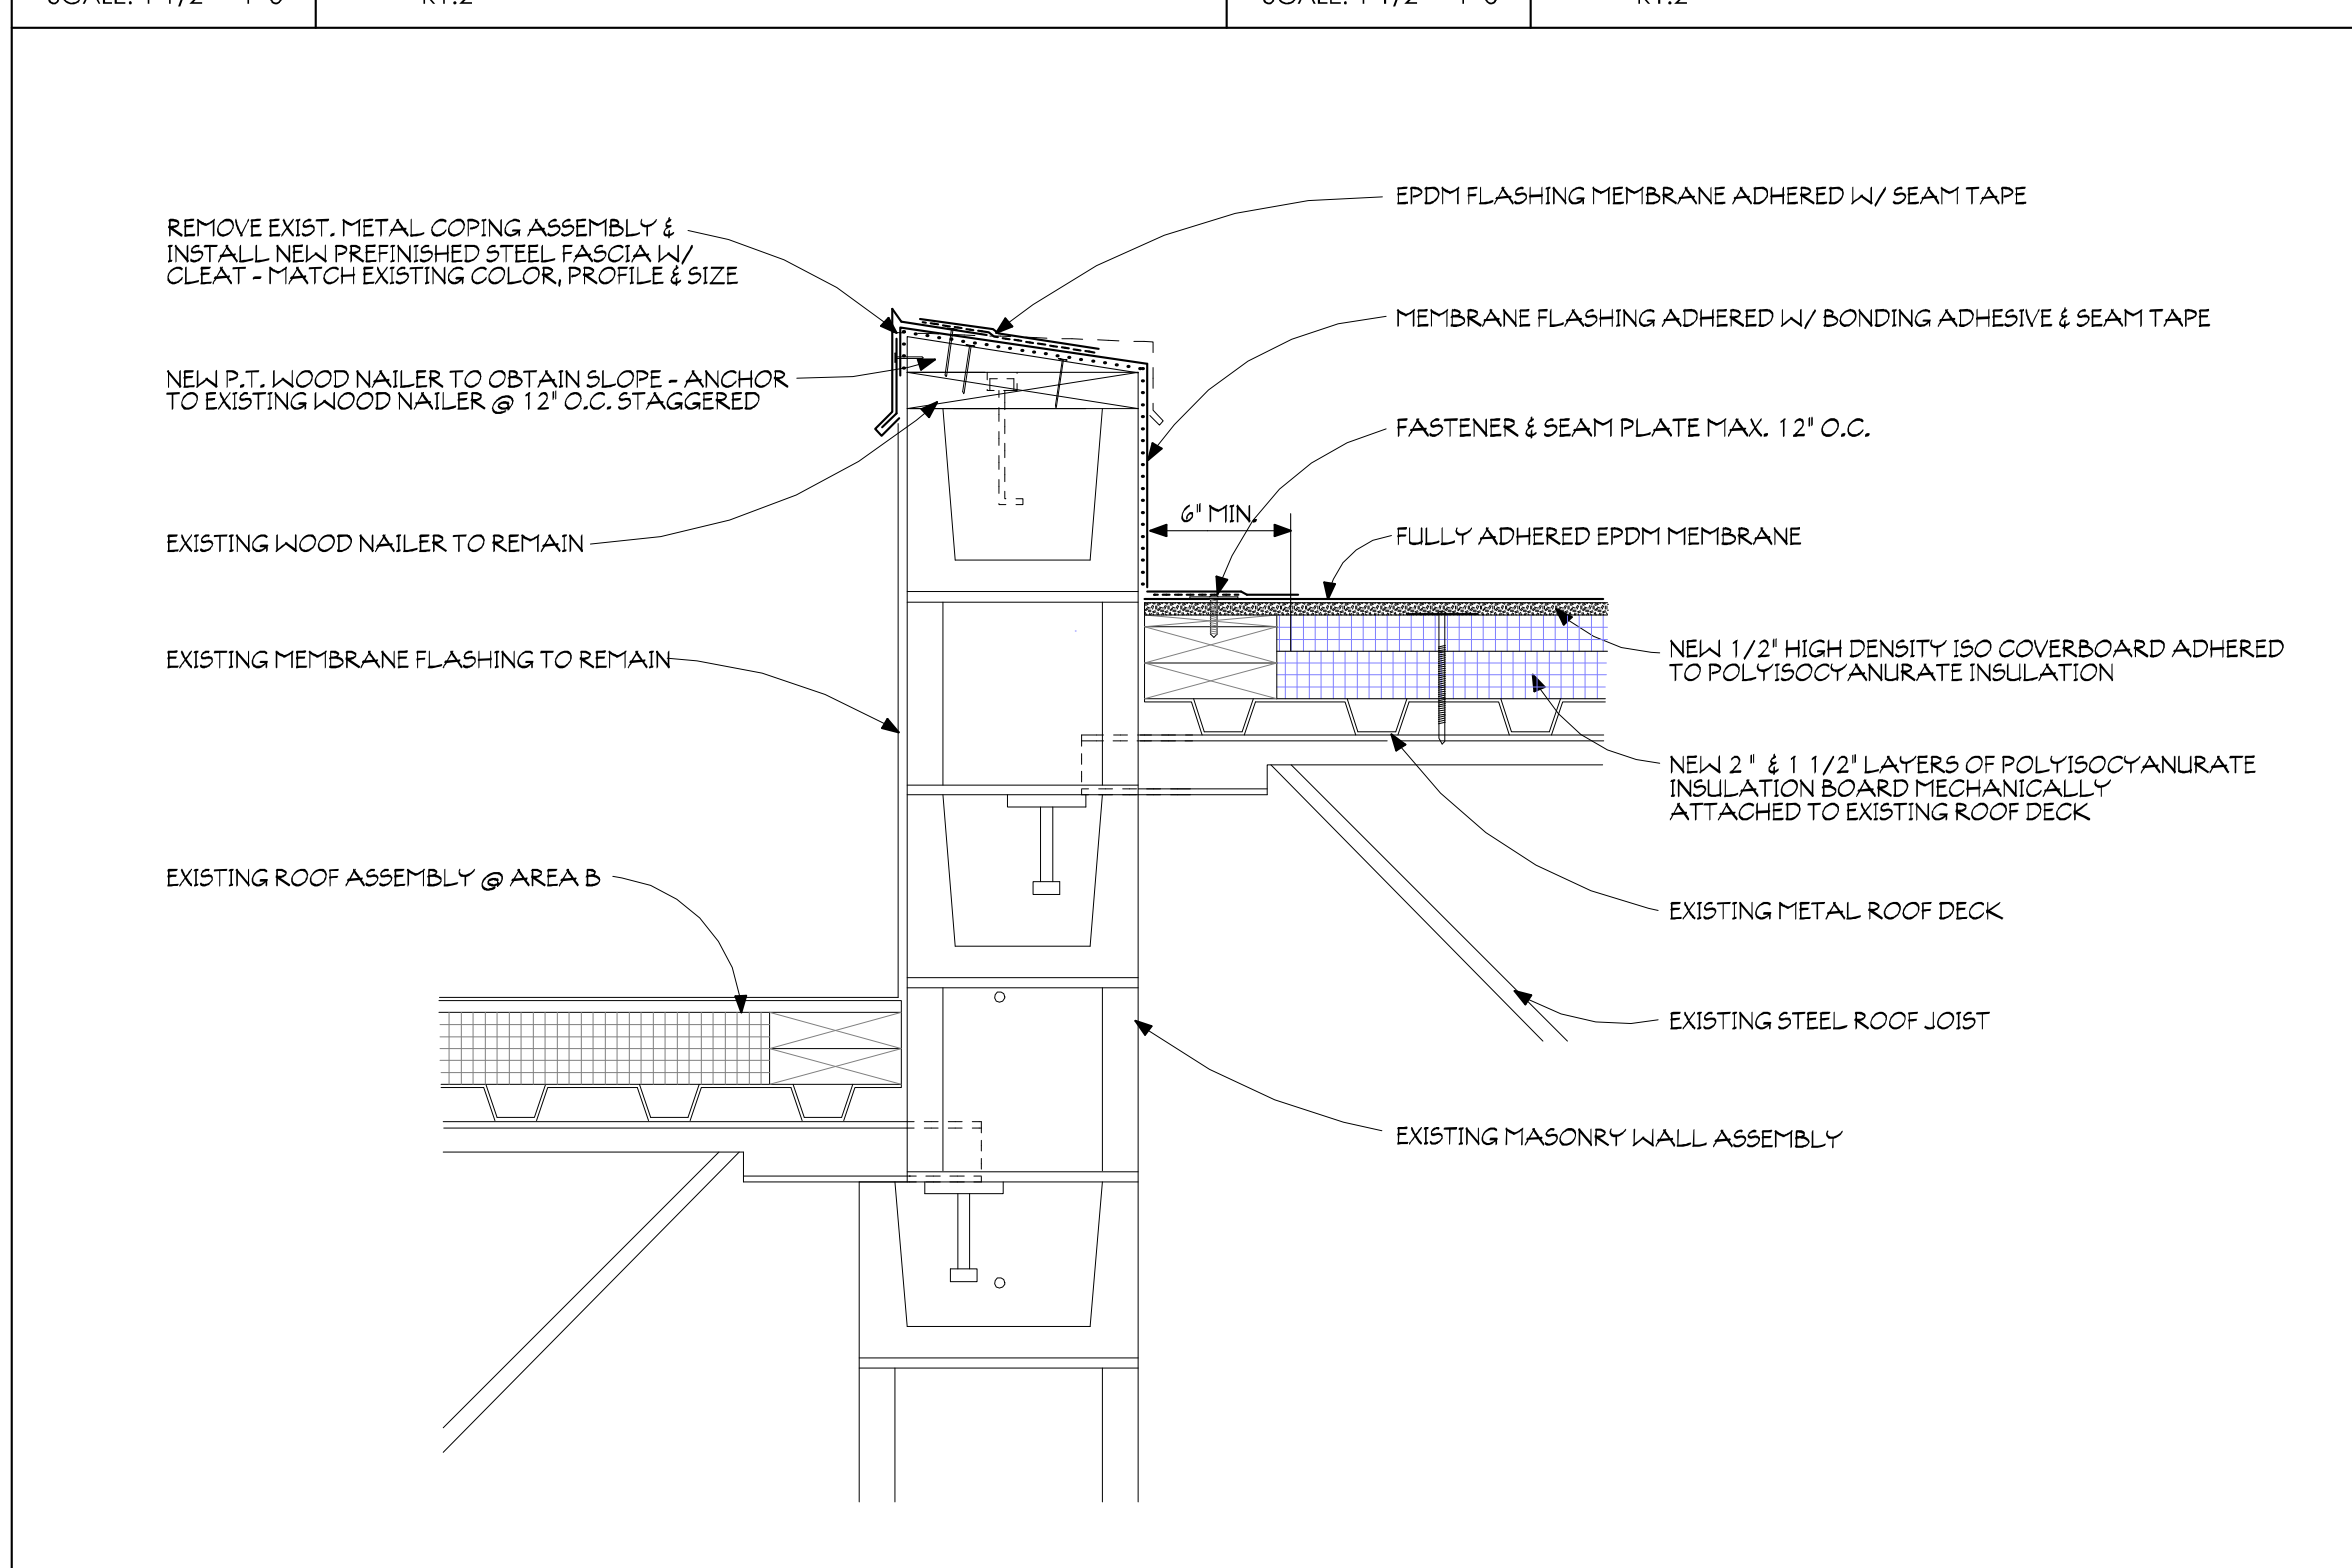 REMOVE EXIST. METAL COPING ASSEMBLY &
INSTALL NEW PREFINISHED STEEL FASCIA W/
CLEAT - MATCH EXISTING COLOR, PROFILE & SIZE
NEW P.T. WOOD NAILER TO OBTAIN SLOPE - ANCHOR
TO EXISTING WOOD NAILER @ 12" O.C. STAGGERED
EXISTING WOOD NAILER TO REMAIN
EXISTING MEMBRANE FLASHING TO REMAIN
EXISTING ROOF ASSEMBLY @ AREA B
EPDM FLASHING MEMBRANE ADHERED W/ SEAM TAPE
MEMBRANE FLASHING ADHERED W/ BONDING ADHESIVE & SEAM TAPE
FASTENER & SEAM PLATE MAX. 12" O.C.
6" MIN.
FULLY ADHERED EPDM MEMBRANE
NEW 1/2" HIGH DENSITY ISO COVERBOARD ADHERED
TO POLYISOCYANURATE INSULATION
NEW 2 " & 1 1/2" LAYERS OF POLYISOCYANURATE
INSULATION BOARD MECHANICALLY
ATTACHED TO EXISTING ROOF DECK
EXISTING METAL ROOF DECK
EXISTING STEEL ROOF JOIST
EXISTING MASONRY WALL ASSEMBLY